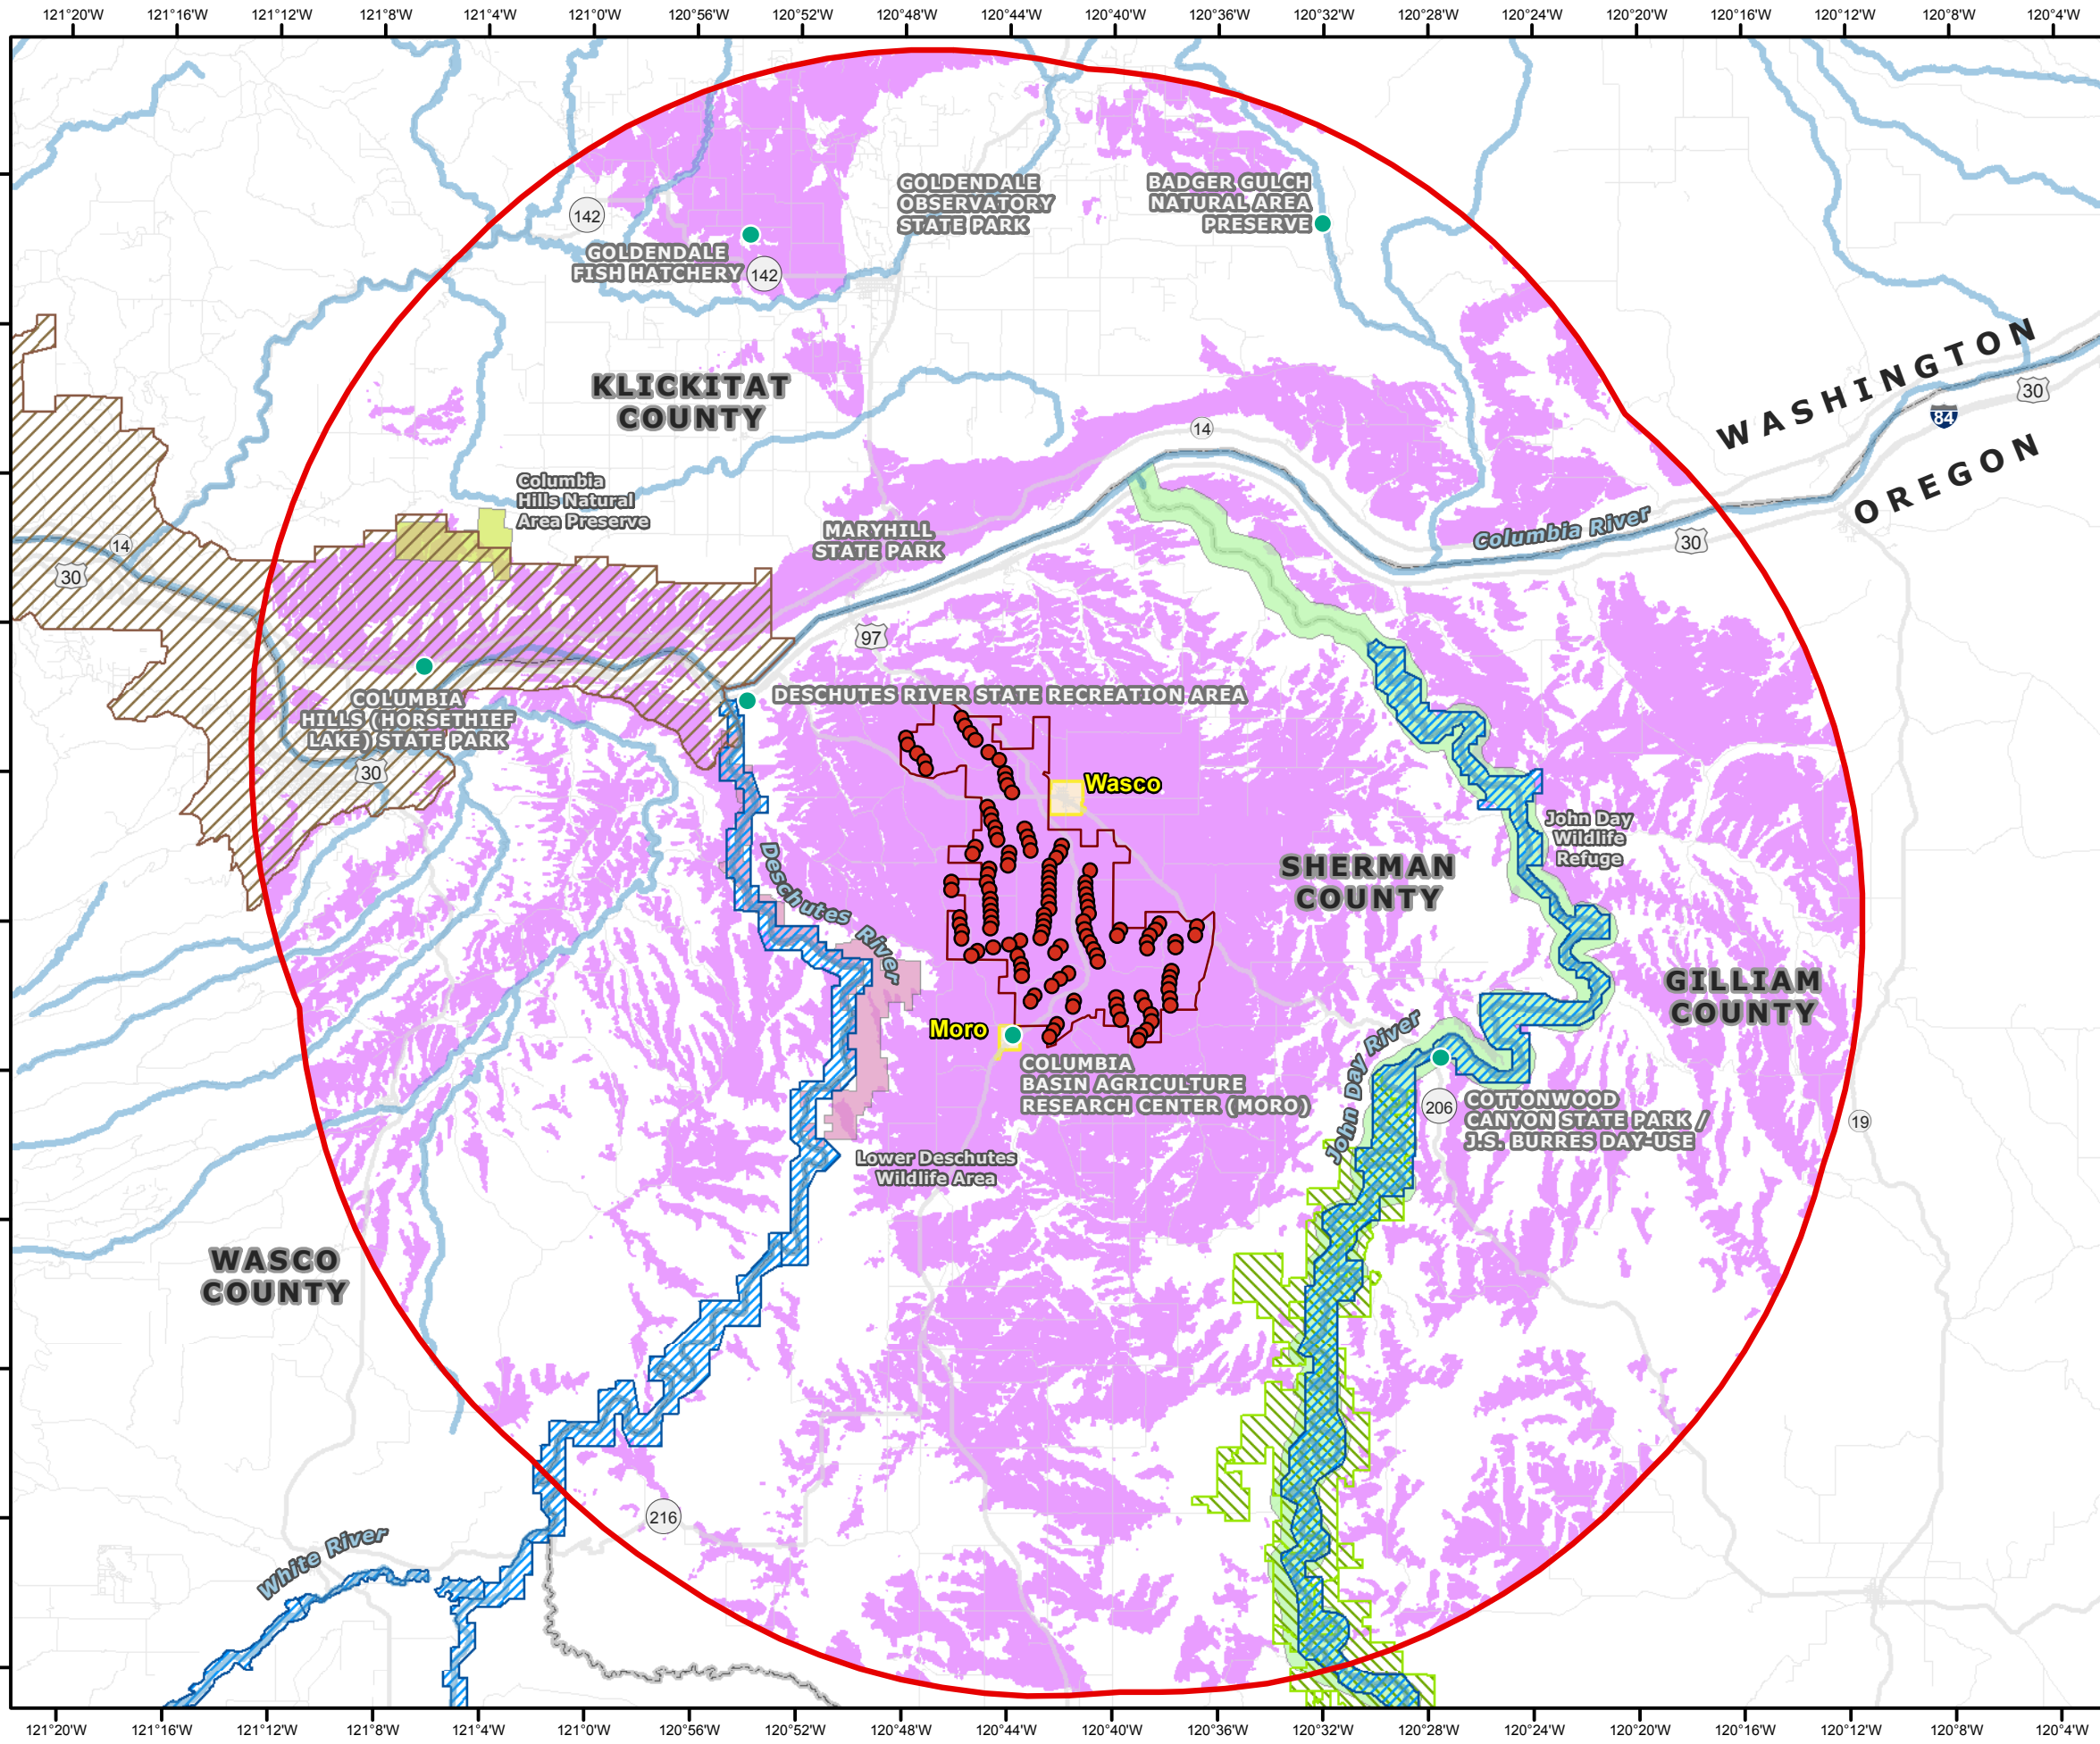 121°20'W 121°16'W 121°12'W 121°8'W 121°4'W 121°0'W 120°56'W 120°52'W 120°48'W 120°44'W 120°40'W 120°36'W 120°32'W 120°28'W 120°24'W 120°20'W 120°16'W 120°12'W 120°8'W 120°4'W
GOLDENDALE
OBSERVATORY
STATE PARK
BADGER GULCH
NATURAL AREA
PRESERVE
142
GOLDENDALE
FISH HATCHERY
142
KLICKITAT
COUNTY
WASHINGTON
30
84
OREGON
14
Columbia
Hills Natural
Area Preserve
MARYHILL
STATE PARK
Columbia River
30
14
30
97
COLUMBIA
HILLS (HORSETHIEF
LAKE) STATE PARK
30
DESCHUTES RIVER STATE RECREATION AREA
Wasco
Deschutes River
SHERMAN
COUNTY
John Day
Wildlife
Refuge
GILLIAM
COUNTY
Moro
COLUMBIA
BASIN AGRICULTURE
RESEARCH CENTER (MORO)
John Day River
206
COTTONWOOD
CANYON STATE PARK /
J.S. BURRES DAY-USE
19
Lower Deschutes
Wildlife Area
WASCO
COUNTY
216
White River
121°20'W 121°16'W 121°12'W 121°8'W 121°4'W 121°0'W 120°56'W 120°52'W 120°48'W 120°44'W 120°40'W 120°36'W 120°32'W 120°28'W 120°24'W 120°20'W 120°16'W 120°12'W 120°8'W 120°4'W